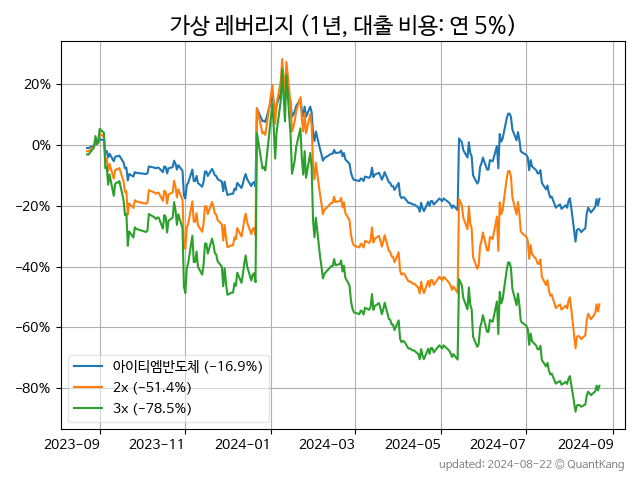 가상 레버리지 (1년, 대출 비용: 연 5%)
20%
0%
−20%
−40%
−60%
−80%
아이티엠반도체 (−16.9%)
2x (−51.4%)
3x (−78.5%)
2023-09 2023-11 2024-01 2024-03 2024-05 2024-07 2024-09
updated: 2024-08-22 © QuantKang